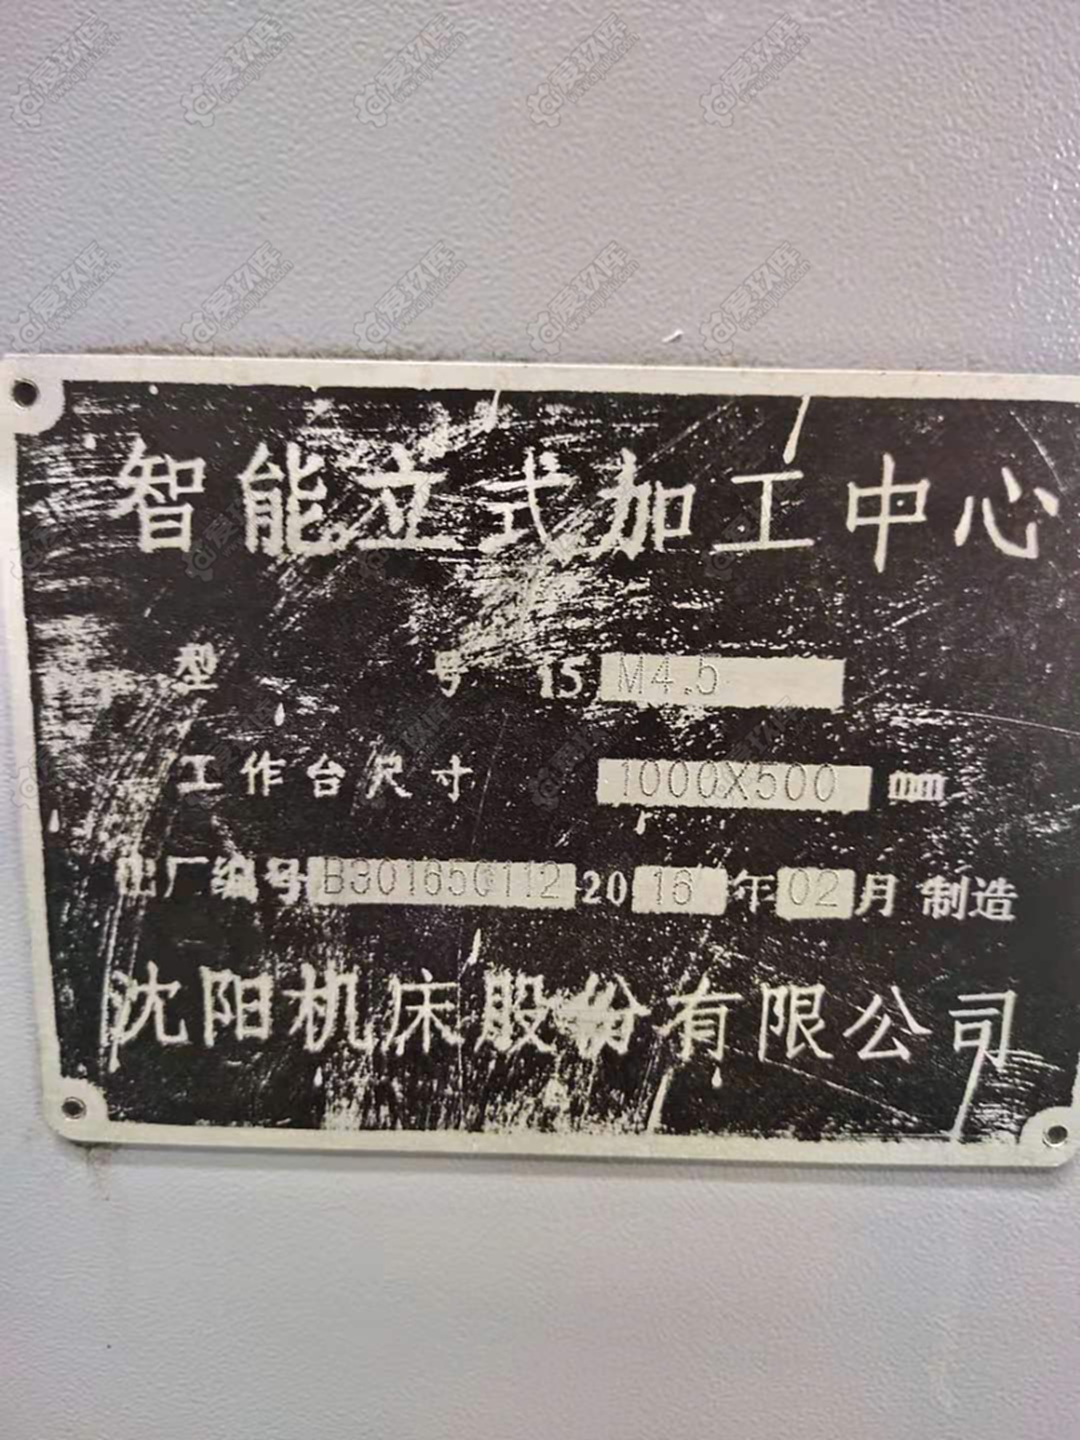 智能立式加工中心
型 号 i5 M4.5
工作台尺寸 1000X500 mm
出厂编号 B301650112 2016年02月制造
沈阳机床股份有限公司